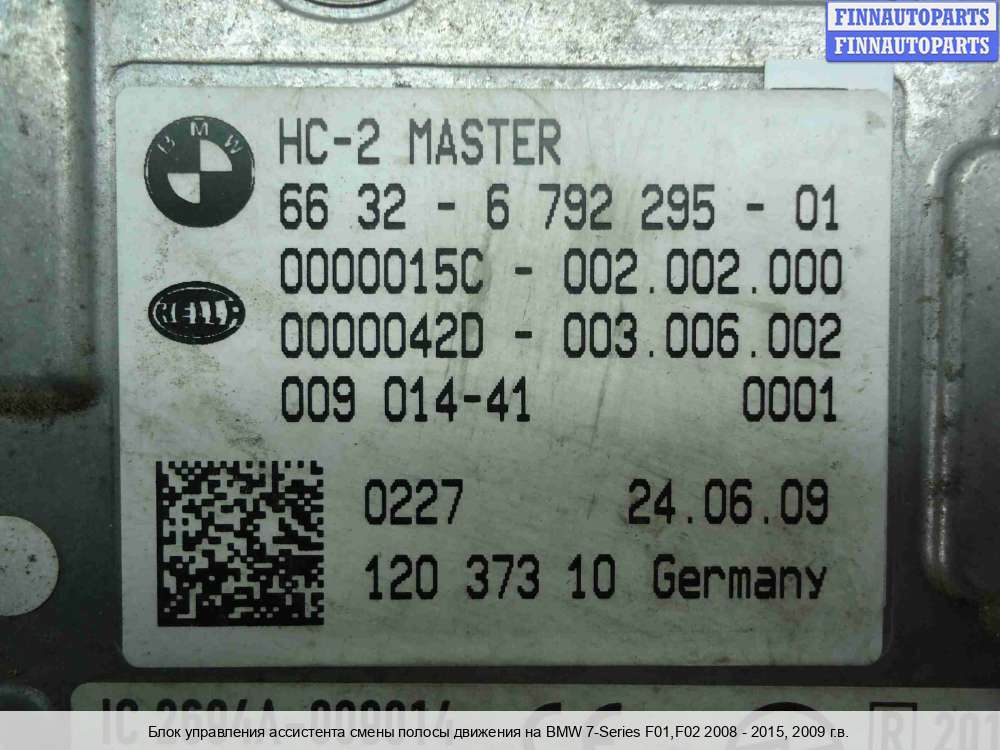 FINNAUTOPARTS
FINNAUTOPARTS
BMW
HC-2 MASTER
66 32 - 6 792 295 - 01
0000015C - 002.002.000
HELLA
0000042D - 003.006.002
009 014-41 0001
0227 24.06.09
120 373 10 Germany
Блок управления ассистента смены полосы движения на BMW 7-Series F01,F02 2008 - 2015, 2009 г.в.